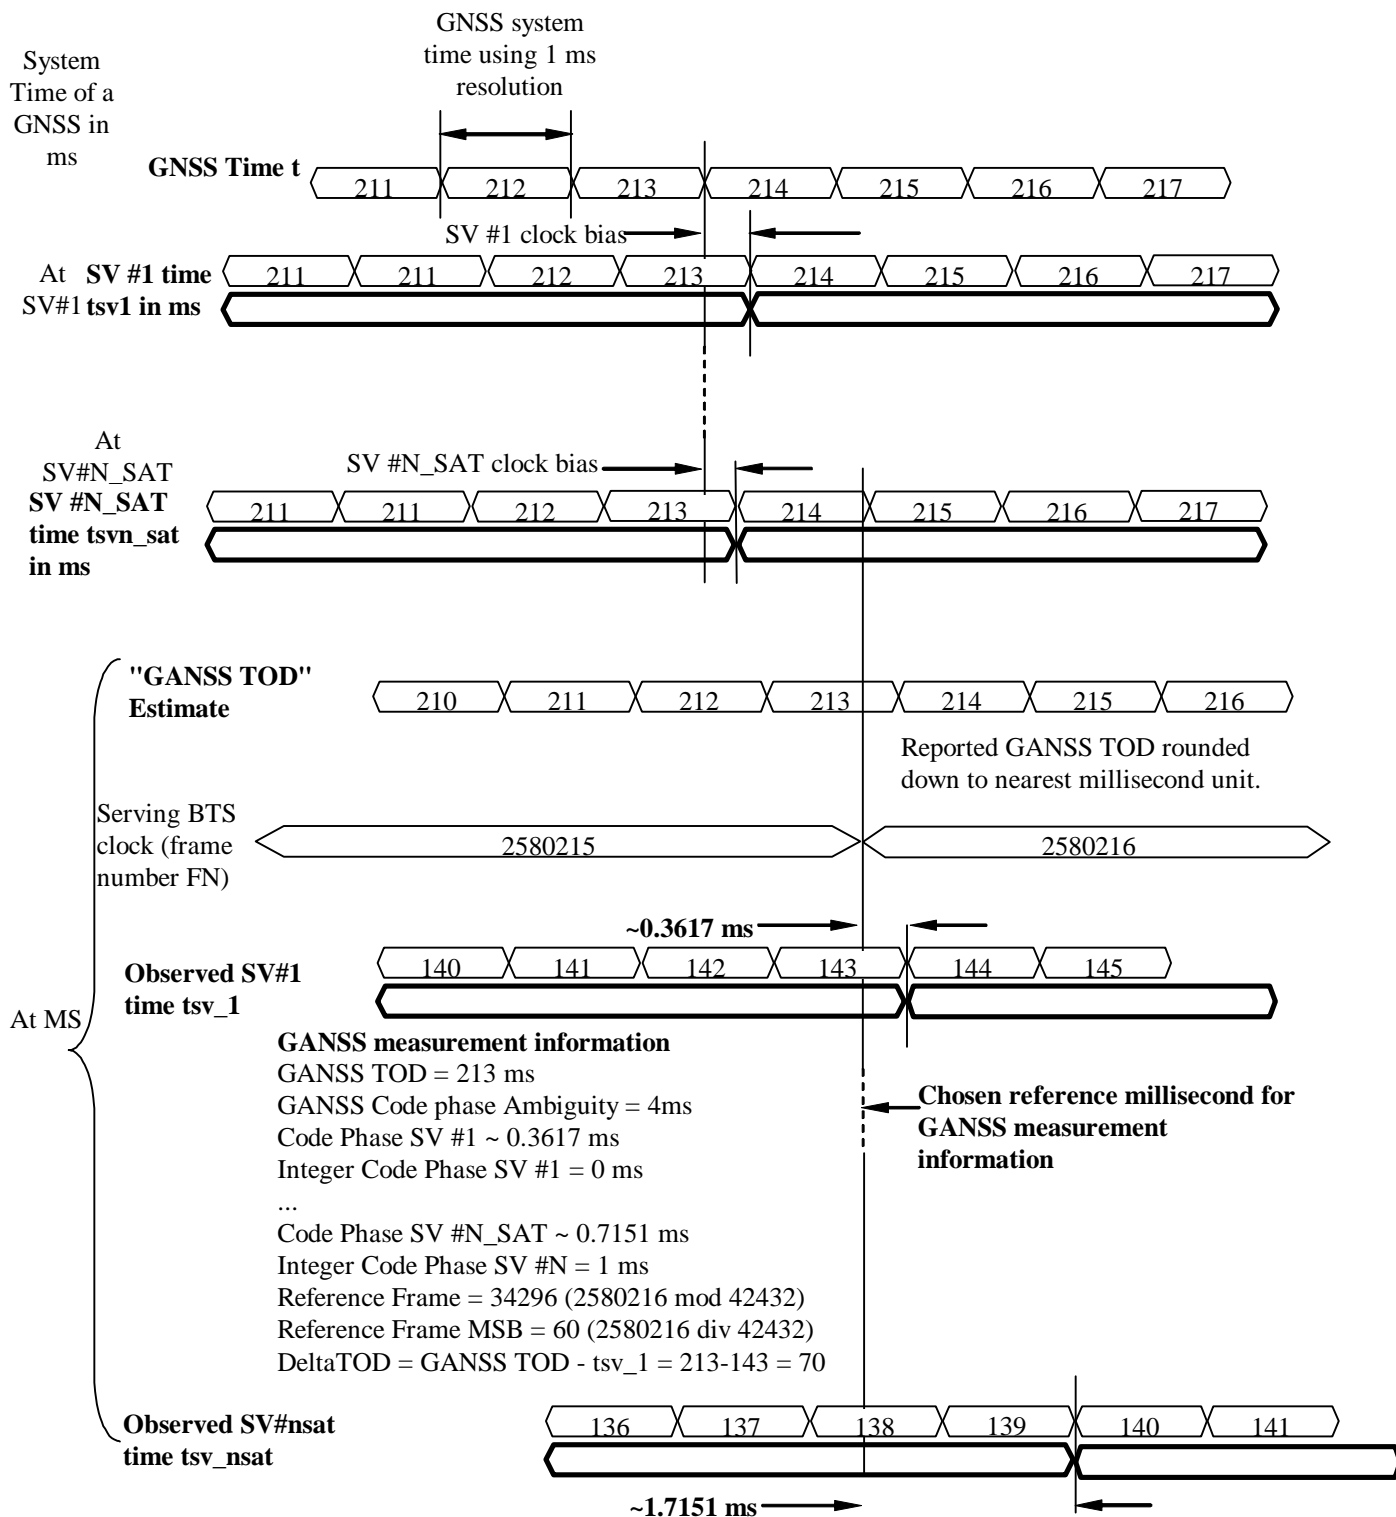 GNSS system
time using 1 ms
resolution
System
Time of a
GNSS in
ms
GNSS Time t
211 212 213 214 215 216 217
SV #1 clock bias
At SV #1 time
SV#1 tsv1 in ms
211 211 212 213 214 215 216 217
At
SV#N_SAT
SV #N_SAT clock bias
SV #N_SAT
time tsvn_sat
in ms
211 211 212 213 214 215 216 217
"GANSS TOD"
Estimate
210 211 212 213 214 215 216
Reported GANSS TOD rounded
down to nearest millisecond unit.
Serving BTS
clock (frame
number FN)
2580215 2580216
~0.3617 ms
Observed SV#1
time tsv_1
140 141 142 143 144 145
At MS
GANSS measurement information
GANSS TOD = 213 ms
GANSS Code phase Ambiguity = 4ms
Code Phase SV #1 ~ 0.3617 ms
Integer Code Phase SV #1 = 0 ms
...
Code Phase SV #N_SAT ~ 0.7151 ms
Integer Code Phase SV #N = 1 ms
Reference Frame = 34296 (2580216 mod 42432)
Reference Frame MSB = 60 (2580216 div 42432)
DeltaTOD = GANSS TOD - tsv_1 = 213-143 = 70
Chosen reference millisecond for
GANSS measurement
information
Observed SV#nsat
time tsv_nsat
136 137 138 139 140 141
~1.7151 ms